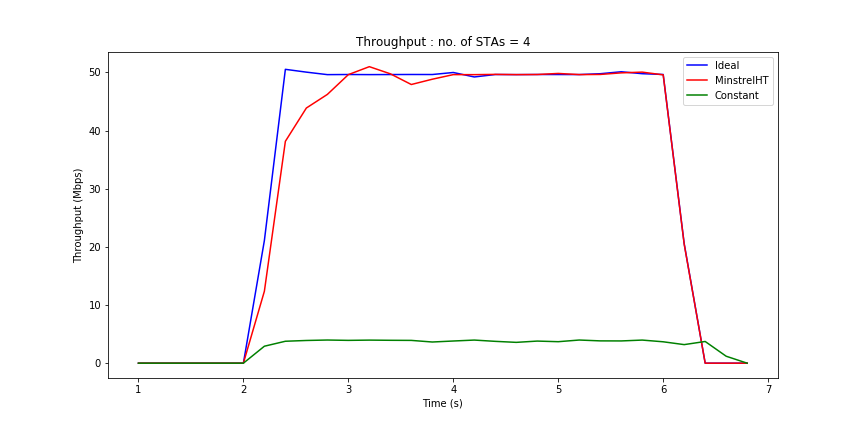 Throughput : no. of STAs = 4
Ideal
MinstrelHT
Constant
Throughput (Mbps)
50
40
30
20
10
0
1 2 3 4 5 6 7
Time (s)